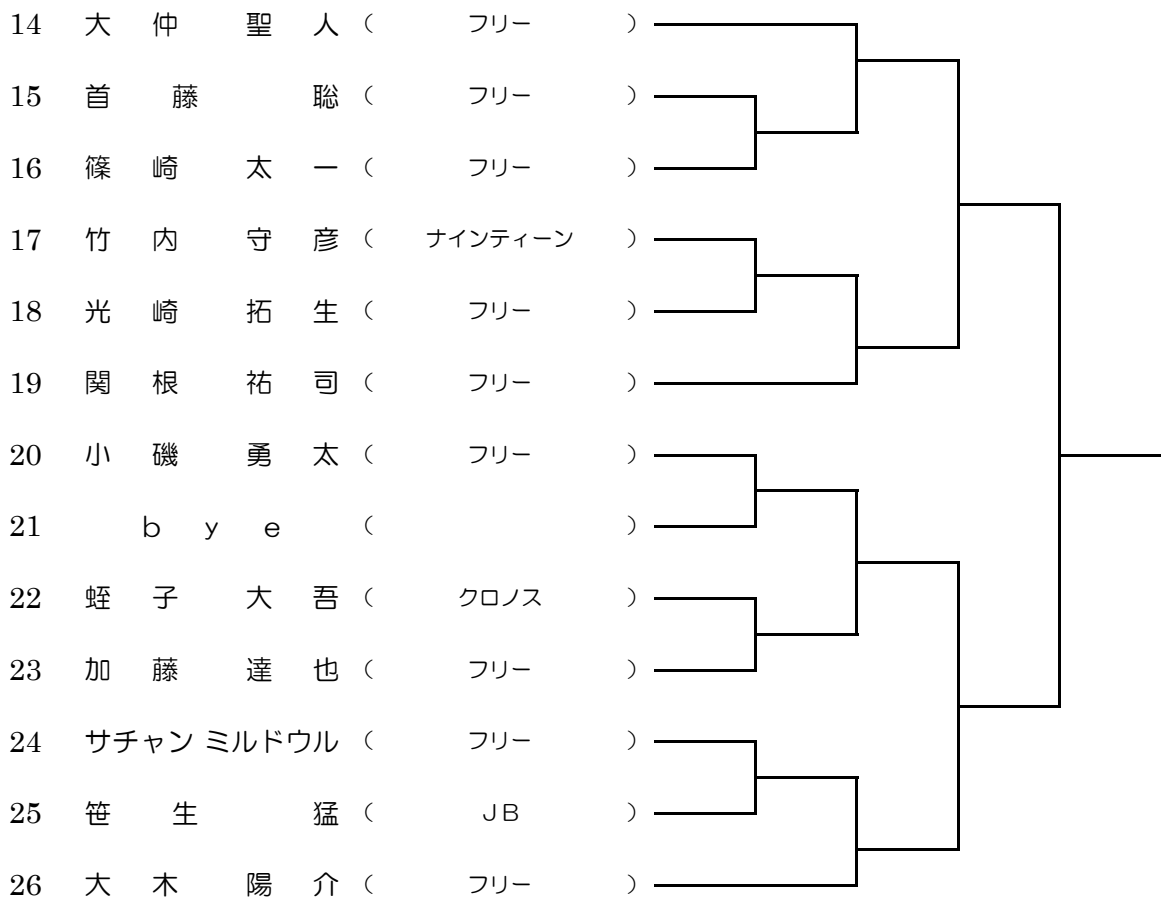 14 大仲 聖人 ( フリー )
15 首藤 聡 ( フリー )
16 篠崎 太一 ( フリー )
17 竹内 守彦 ( ナインティーン )
18 光崎 拓生 ( フリー )
19 関根 祐司 ( フリー )
20 小磯 勇太 ( フリー )
21 bye ( )
22 蛭子 大吾 ( クロノス )
23 加藤 達也 ( フリー )
24 サチャン ミルドウル ( フリー )
25 笹生 猛 ( JB )
26 大木 陽介 ( フリー )